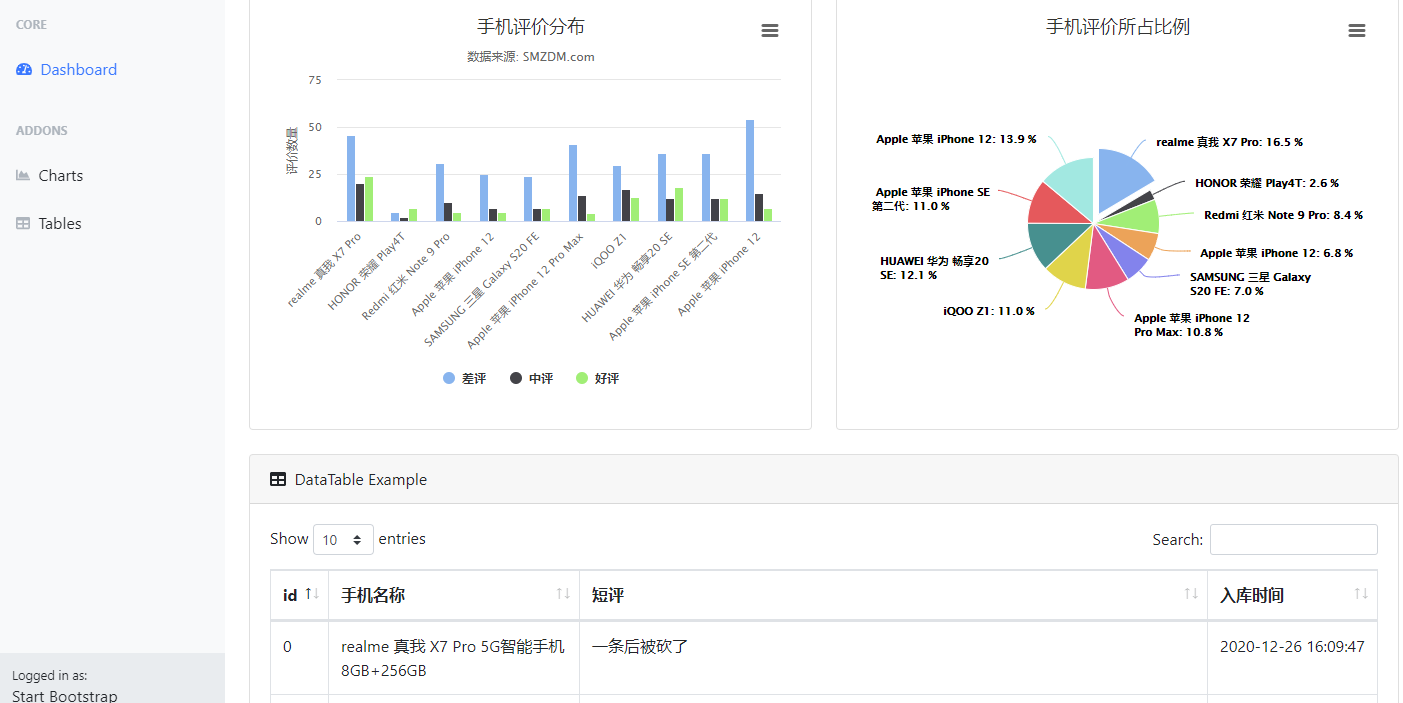 CORE
Dashboard
ADDONS
Charts
Tables
Logged in as:
Start Bootstrap
手机评价分布
数据来源: SMZDM.com
评价数量
75
50
25
0
realme 真我 X7 Pro
HONOR 荣耀 Play4T
Redmi 红米 Note 9 Pro
Apple 苹果 iPhone 12
SAMSUNG 三星 Galaxy S20 FE
Apple 苹果 iPhone 12 Pro Max
iQOO Z1
HUAWEI 华为 畅享20 SE
Apple 苹果 iPhone SE 第二代
Apple 苹果 iPhone 12
差评 中评 好评
手机评价所占比例
Apple 苹果 iPhone 12: 13.9 %
realme 真我 X7 Pro: 16.5 %
HONOR 荣耀 Play4T: 2.6 %
Apple 苹果 iPhone SE
第二代: 11.0 %
Redmi 红米 Note 9 Pro: 8.4 %
Apple 苹果 iPhone 12: 6.8 %
HUAWEI 华为 畅享20
SE: 12.1 %
SAMSUNG 三星 Galaxy
S20 FE: 7.0 %
iQOO Z1: 11.0 %
Apple 苹果 iPhone 12
Pro Max: 10.8 %
DataTable Example
Show 10 entries
Search:
id 手机名称 短评 入库时间
0 realme 真我 X7 Pro 5G智能手机 一条后被砍了 2020-12-26 16:09:47
8GB+256GB